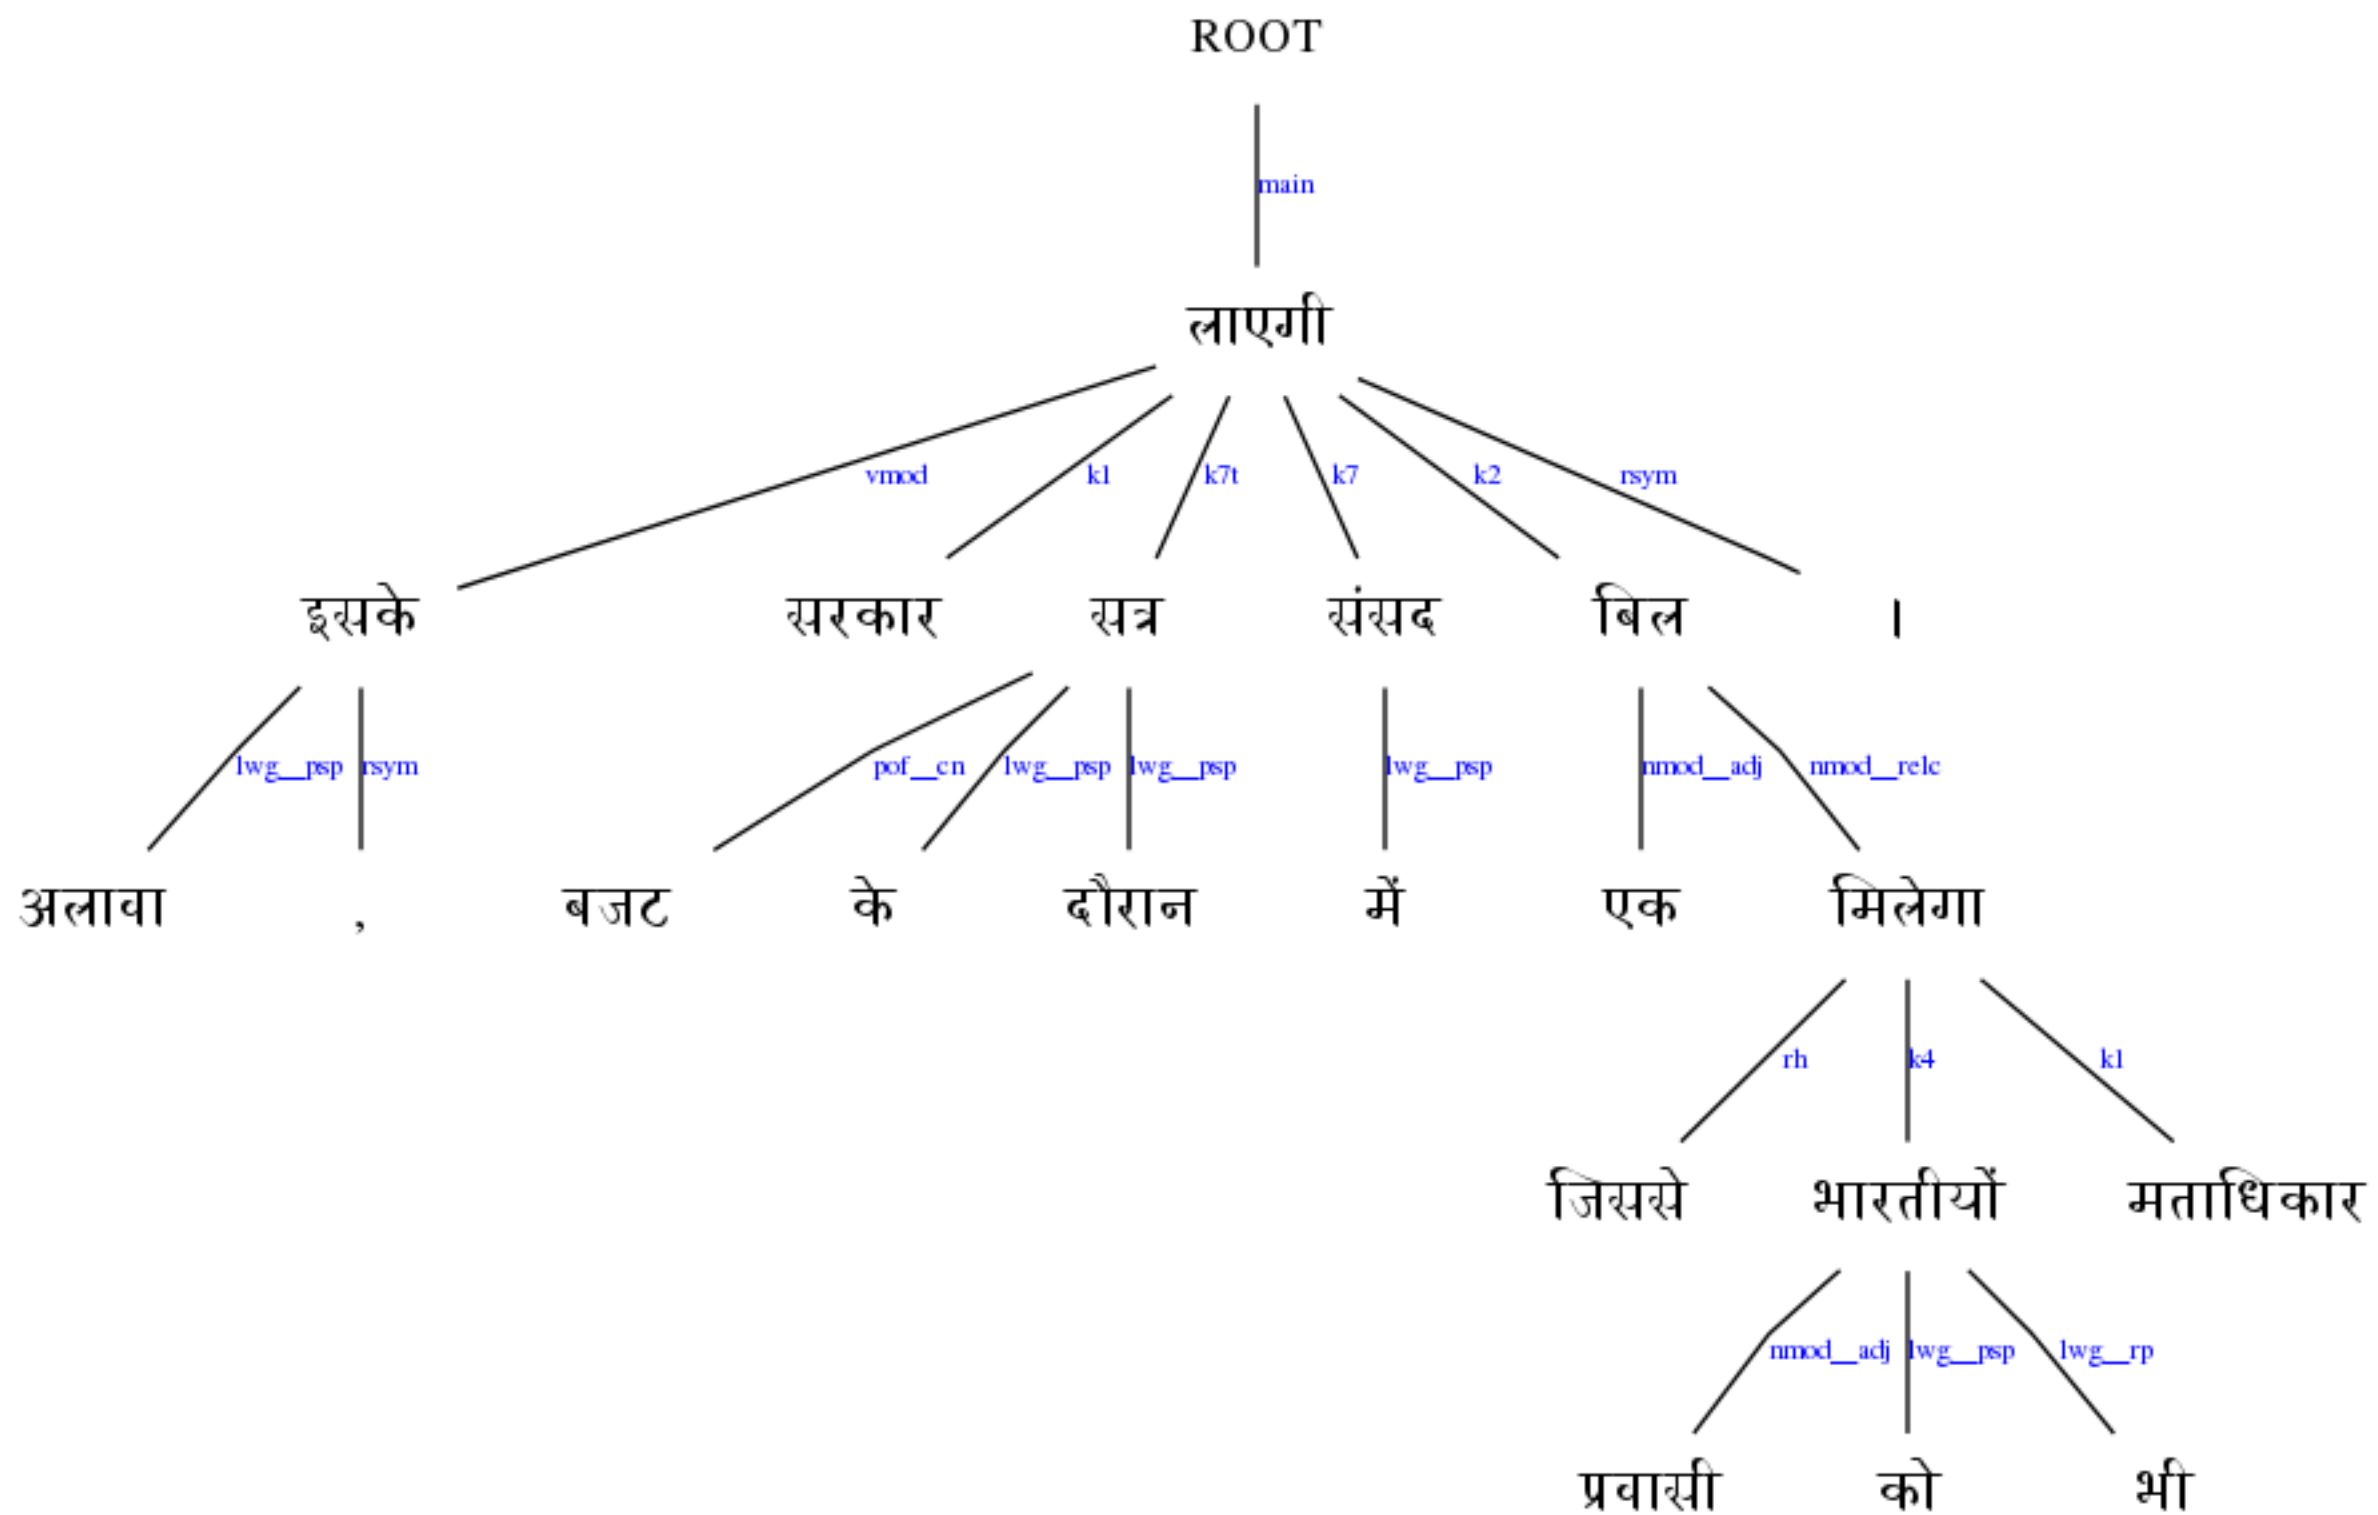 ROOT
main
लाएगी
vmod k1 k7t k7 k2 rsym
इसके सरकार सत्र संसद बिल ।
lwg__psp rsym pof__cn lwg__psp lwg__psp lwg__psp nmod__adj nmod__relc
अलावा , बजट के दौरान में एक मिलेगा
rh k4 k1
जिससे भारतीयों मताधिकार
nmod__adj lwg__psp lwg__rp
प्रवासी को भी